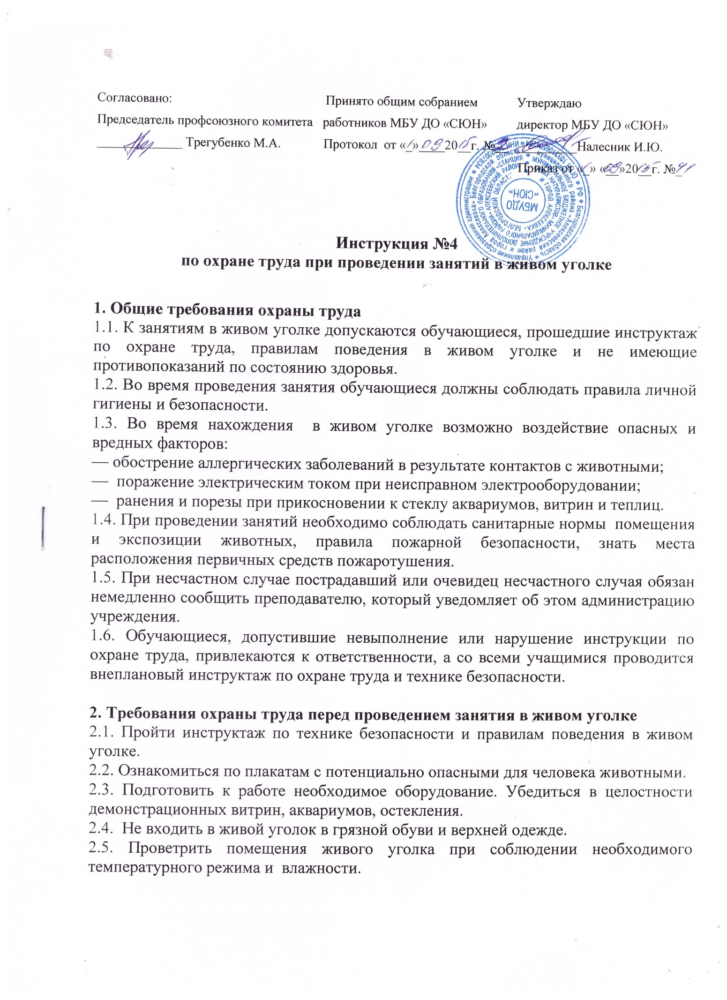 Согласовано:
Председатель профсоюзного комитета
_____________ Трегубенко М.А.
Принято общим собранием
работников МБУ ДО «СЮН»
Протокол от «1» 09 2015г. №
Утверждаю
директор МБУ ДО «СЮН»
_________Налесник И.Ю.
Приказ от «1» «09»2015г. №_91
МБУДО
«СЮН»
Инструкция №4
по охране труда при проведении занятий в живом уголке
1. Общие требования охраны труда
1.1. К занятиям в живом уголке допускаются обучающиеся, прошедшие инструктаж
по охране труда, правилам поведения в живом уголке и не имеющие
противопоказаний по состоянию здоровья.
1.2. Во время проведения занятия обучающиеся должны соблюдать правила личной
гигиены и безопасности.
1.3. Во время нахождения в живом уголке возможно воздействие опасных и
вредных факторов:
— обострение аллергических заболеваний в результате контактов с животными;
— поражение электрическим током при неисправном электрооборудовании;
— ранения и порезы при прикосновении к стеклу аквариумов, витрин и теплиц.
1.4. При проведении занятий необходимо соблюдать санитарные нормы помещения
и экспозиции животных, правила пожарной безопасности, знать места
расположения первичных средств пожаротушения.
1.5. При несчастном случае пострадавший или очевидец несчастного случая обязан
немедленно сообщить преподавателю, который уведомляет об этом администрацию
учреждения.
1.6. Обучающиеся, допустившие невыполнение или нарушение инструкции по
охране труда, привлекаются к ответственности, а со всеми учащимися проводится
внеплановый инструктаж по охране труда и технике безопасности.
2. Требования охраны труда перед проведением занятия в живом уголке
2.1. Пройти инструктаж по технике безопасности и правилам поведения в живом
уголке.
2.2. Ознакомиться по плакатам с потенциально опасными для человека животными.
2.3. Подготовить к работе необходимое оборудование. Убедиться в целостности
демонстрационных витрин, аквариумов, остекления.
2.4. Не входить в живой уголок в грязной обуви и верхней одежде.
2.5. Проветрить помещения живого уголка при соблюдении необходимого
температурного режима и влажности.